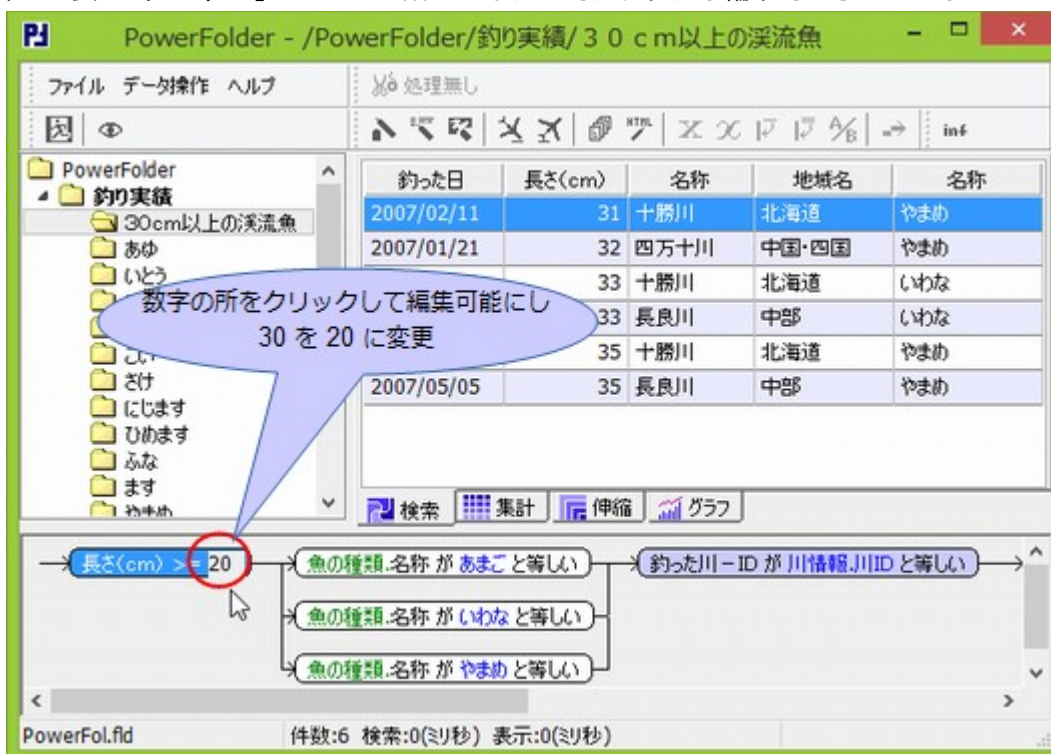 PowerFolder - /PowerFolder/釣り実績/３０ｃｍ以上の渓流魚
ファイル データ操作 ヘルプ
処理無し
HTML
A/B
inf
PowerFolder
釣り実績
30cm以上の渓流魚
あゆ
いとう
さけ
にじます
ひめます
ふな
ます
やまめ
釣った日 長さ(cm) 名称 地域名 名称
2007/02/11 31 十勝川 北海道 やまめ
2007/01/21 32 四万十川 中国・四国 やまめ
33 十勝川 北海道 いわな
33 長良川 中部 いわな
35 十勝川 北海道 やまめ
2007/05/05 35 長良川 中部 やまめ
数字の所をクリックして編集可能にし
30 を 20 に変更
検索 集計 伸縮 グラフ
長さ(cm) >= 20
魚の種類.名称 が あまご と等しい
釣った川－ID が 川情報.川ID と等しい
魚の種類.名称 が いわな と等しい
魚の種類.名称 が やまめ と等しい
PowerFol.fld 件数:6 検索:0(ミリ秒) 表示:0(ミリ秒)